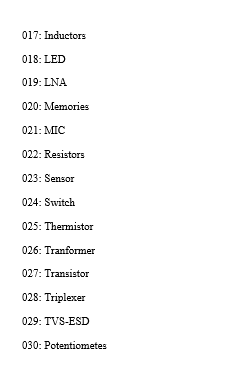 017: Inductors
018: LED
019: LNA
020: Memories
021: MIC
022: Resistors
023: Sensor
024: Switch
025: Thermistor
026: Tranformer
027: Transistor
028: Triplexer
029: TVS-ESD
030: Potentiometes